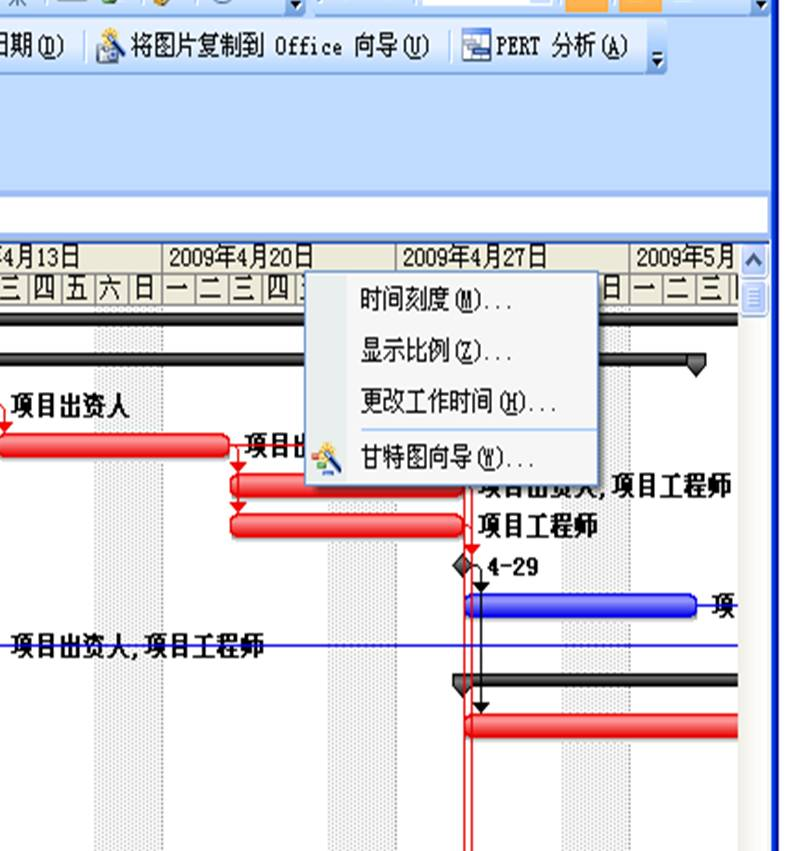 日期(D) 将图片复制到 Office 向导(U) PERT 分析(A)
4月13日 2009年4月20日 2009年4月27日 2009年5月
三 四 五 六 日 一 二 三 四 日 一 二 三
时间刻度(M)...
显示比例(Z)...
更改工作时间(H)...
甘特图向导(W)...
项目出资人
项目出
项目出资人,项目工程师
项目工程师
4-29
项
项目出资人,项目工程师